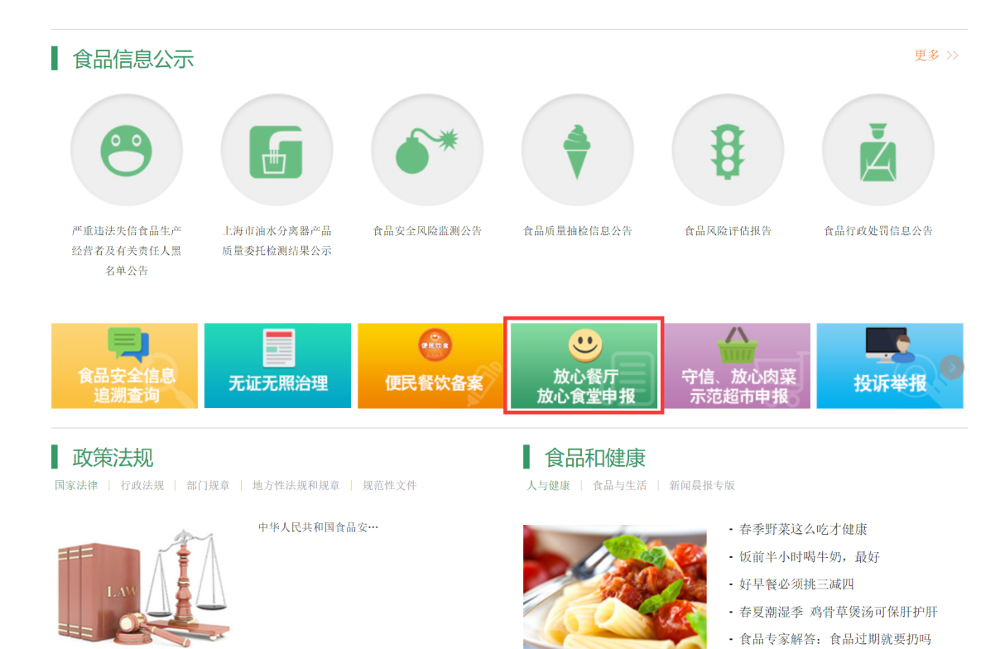 食品信息公示
更多 >>
严重违法失信食品生产
经营者及有关责任人黑
名单公告
上海市油水分离器产品
质量委托检测结果公示
食品安全风险监测公告
食品质量抽检信息公告
食品风险评估报告
食品行政处罚信息公告
食品安全信息
追溯查询
无证无照治理
便民饮食
便民餐饮备案
放心餐厅
放心食堂申报
守信、放心肉菜
示范超市申报
投诉举报
政策法规
国家法律 | 行政法规 | 部门规章 | 地方性法规和规章 | 规范性文件
中华人民共和国食品安…
LAW
食品和健康
人与健康 | 食品与生活 | 新闻晨报专版
· 春季野菜这么吃才健康
· 饭前半小时喝牛奶，最好
· 好早餐必须挑三减四
· 春夏潮湿季 鸡骨草煲汤可保肝护肝
· 食品专家解答：食品过期就要扔吗